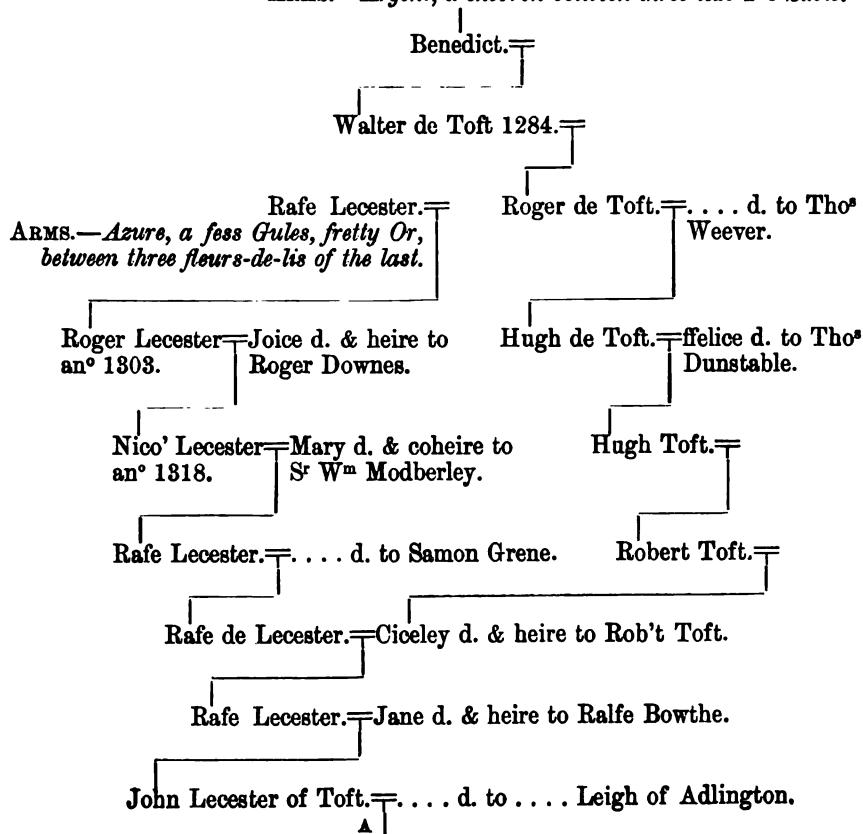 Benedict.
Walter de Toft 1284.
Rafe Lecester. Roger de Toft. . . . . d. to Thoˢ
ARMS.—Azure, a fess Gules, fretty Or, Weever.
between three fleurs-de-lis of the last.
Roger Lecester Joice d. & heire to Hugh de Toft. ffelice d. to Thoˢ
anº 1303. Roger Downes. Dunstable.
Nico' Lecester Mary d. & coheire to Hugh Toft.
anº 1318. Sʳ Wᵐ Modberley.
Rafe Lecester. . . . . d. to Samon Grene. Robert Toft.
Rafe de Lecester. Ciceley d. & heire to Rob't Toft.
Rafe Lecester. Jane d. & heire to Ralfe Bowthe.
John Lecester of Toft. . . . . d. to . . . . Leigh of Adlington.
A